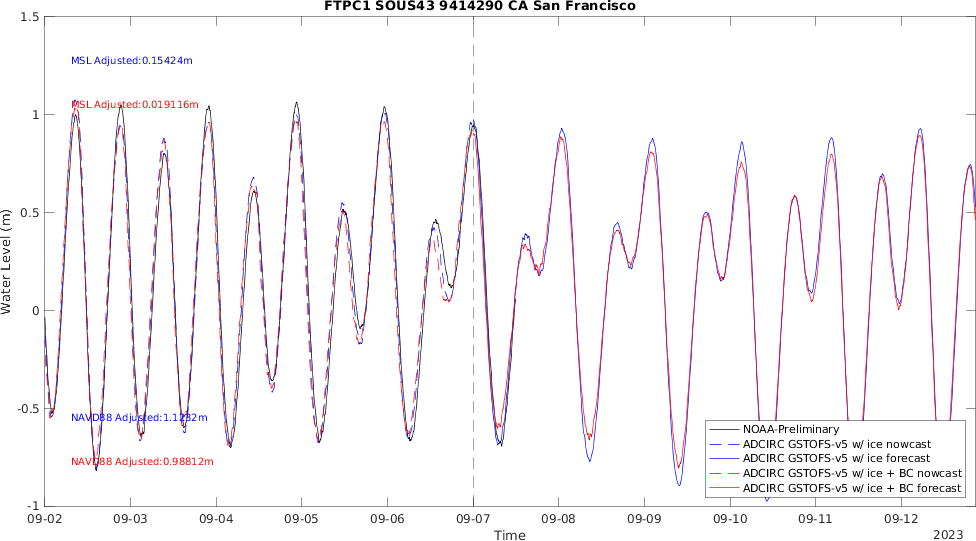 FTPC1 SOUS43 9414290 CA San Francisco
1.5
MSL Adjusted:0.15424m
MSL Adjusted:0.019116m
1
0.5
Water Level (m)
0
-0.5
NAVD88 Adjusted:1.1232m
NAVD88 Adjusted:0.98812m
NOAA-Preliminary
ADCIRC GSTOFS-v5 w/ ice nowcast
ADCIRC GSTOFS-v5 w/ ice forecast
ADCIRC GSTOFS-v5 w/ ice + BC nowcast
ADCIRC GSTOFS-v5 w/ ice + BC forecast
-1
09-02 09-03 09-04 09-05 09-06 09-07 09-08 09-09 09-10 09-11 09-12
Time
2023